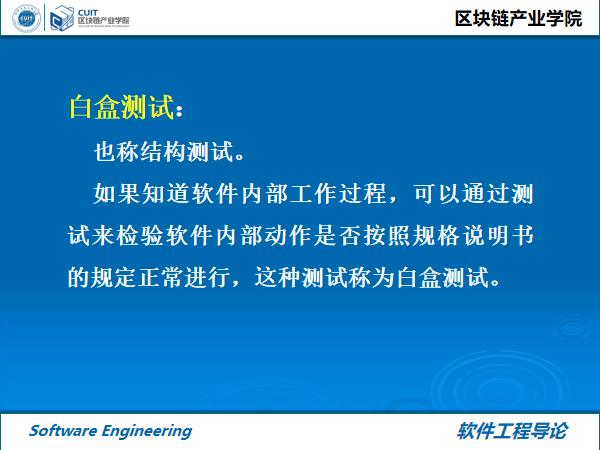 CUIT
区块链产业学院
区块链产业学院
白盒测试：
也称结构测试。
如果知道软件内部工作过程，可以通过测
试来检验软件内部动作是否按照规格说明书
的规定正常进行，这种测试称为白盒测试。
Software Engineering
软件工程导论